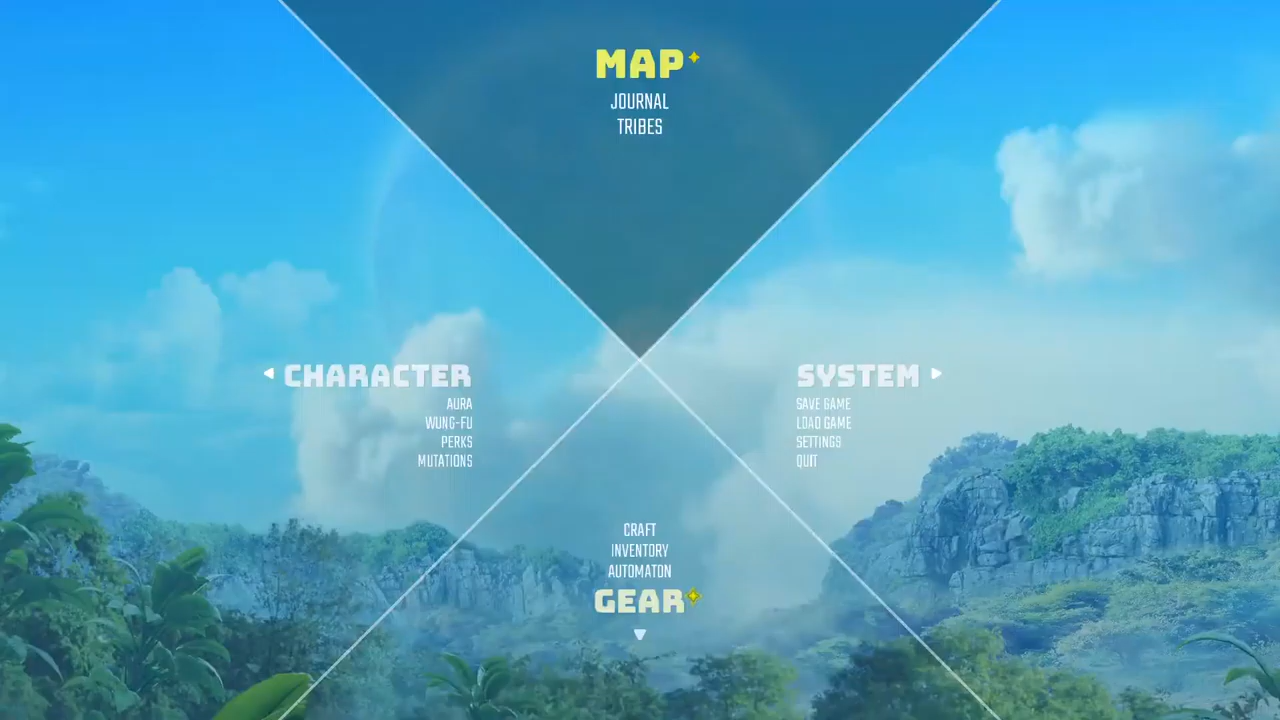 MAP
JOURNAL
TRIBES
CHARACTER
AURA
WUNG-FU
PERKS
MUTATIONS
SYSTEM
SAVE GAME
LOAD GAME
SETTINGS
QUIT
CRAFT
INVENTORY
AUTOMATON
GEAR